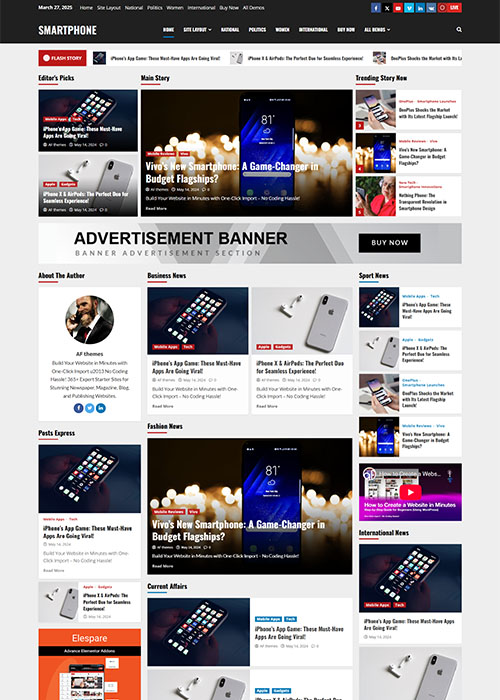 March 27, 2025
Home Site Layout National Politics Women International Buy Now All Demos
LIVE
SMARTPHONE
HOME SITE LAYOUT NATIONAL POLITICS WOMEN INTERNATIONAL BUY NOW ALL MENUS
FLASH STORY
iPhone's App Game: These Must-Have Apps Are Going Viral!
iPhone X & AirPods: The Perfect Duo for Seamless Experience!
OnePlus Shocks the Market with Its La
Editor's Picks
Mobile Apps Tech
iPhone's App Game: These Must-Have
Apps Are Going Viral!
AF themes May 14, 2024 0
Apple Gadgets
iPhone X & AirPods: The Perfect Duo for
Seamless Experience!
AF themes May 14, 2024 0
Main Story
81°
Mobile Reviews Vivo
Vivo's New Smartphone: A Game-Changer in
Budget Flagships?
AF themes May 14, 2024 0
Build Your Website in Minutes with One-Click Import – No Coding Hassle!
Read More
Trending Story Now
OnePlus Smartphone Launches
OnePlus Shocks the Market
with Its Latest Flagship Launch!
3
Mobile Reviews Vivo
Vivo's New Smartphone: A
Game-Changer in Budget
Flagships?
4
New Tech
Smartphone Innovations
Nothing Phone: The
Transparent Revolution in
Smartphone Design
5
ADVERTISEMENT BANNER
BANNER ADVERTISEMENT SECTION
BUY NOW
About The Author
AF themes
Build Your Website in Minutes with
One-Click Import u2013 No Coding
Hassle! 365+ Expert Starter Sites for
Stunning Newspaper, Magazine, Blog,
and Publishing Websites.
Posts Express
Mobile Apps Tech
iPhone's App Game: These Must-Have
Apps Are Going Viral!
May 14, 2024
Build Your Website in Minutes with One-
Click Import – No Coding Hassle!
Read More
Apple Gadgets
iPhone X & AirPods: The
Perfect Duo for Seamless
Experience!
Elespare
Advance Elementor Addons
Business News
Mobile Apps Tech
iPhone's App Game: These Must-Have
Apps Are Going Viral!
AF themes May 14, 2024 0
Build Your Website in Minutes with One-
Click Import – No Coding Hassle!
Read More
Apple Gadgets
iPhone X & AirPods: The Perfect Duo
for Seamless Experience!
AF themes May 14, 2024 0
Build Your Website in Minutes with One-
Click Import – No Coding Hassle!
Read More
Fashion News
81°
Mobile Reviews Vivo
Vivo's New Smartphone: A Game-Changer in
Budget Flagships?
AF themes May 14, 2024 0
Build Your Website in Minutes with One-Click Import – No Coding Hassle!
Read More
Current Affairs
Mobile Apps Tech
iPhone's App Game: These Must-Have
Apps Are Going Viral!
AF themes May 14, 2024 0
Build Your Website in Minutes with One-Click
Import – No Coding Hassle!
Apple Gadgets
Sport News
Mobile Apps Tech
iPhone's App Game: These
Must-Have Apps Are Going
Viral!
Apple Gadgets
iPhone X & AirPods: The
Perfect Duo for Seamless
Experience!
OnePlus
Smartphone Launches
OnePlus Shocks the Market
with Its Latest Flagship
Launch!
Mobile Reviews Vivo
Vivo's New Smartphone: A
Game-Changer in Budget
Flagships?
How to Create a Webs...
How to Create a Website in Minutes
International News
Mobile Apps Tech
iPhone's App Game: These Must-Have
Apps Are Going Viral!
May 13, 2024